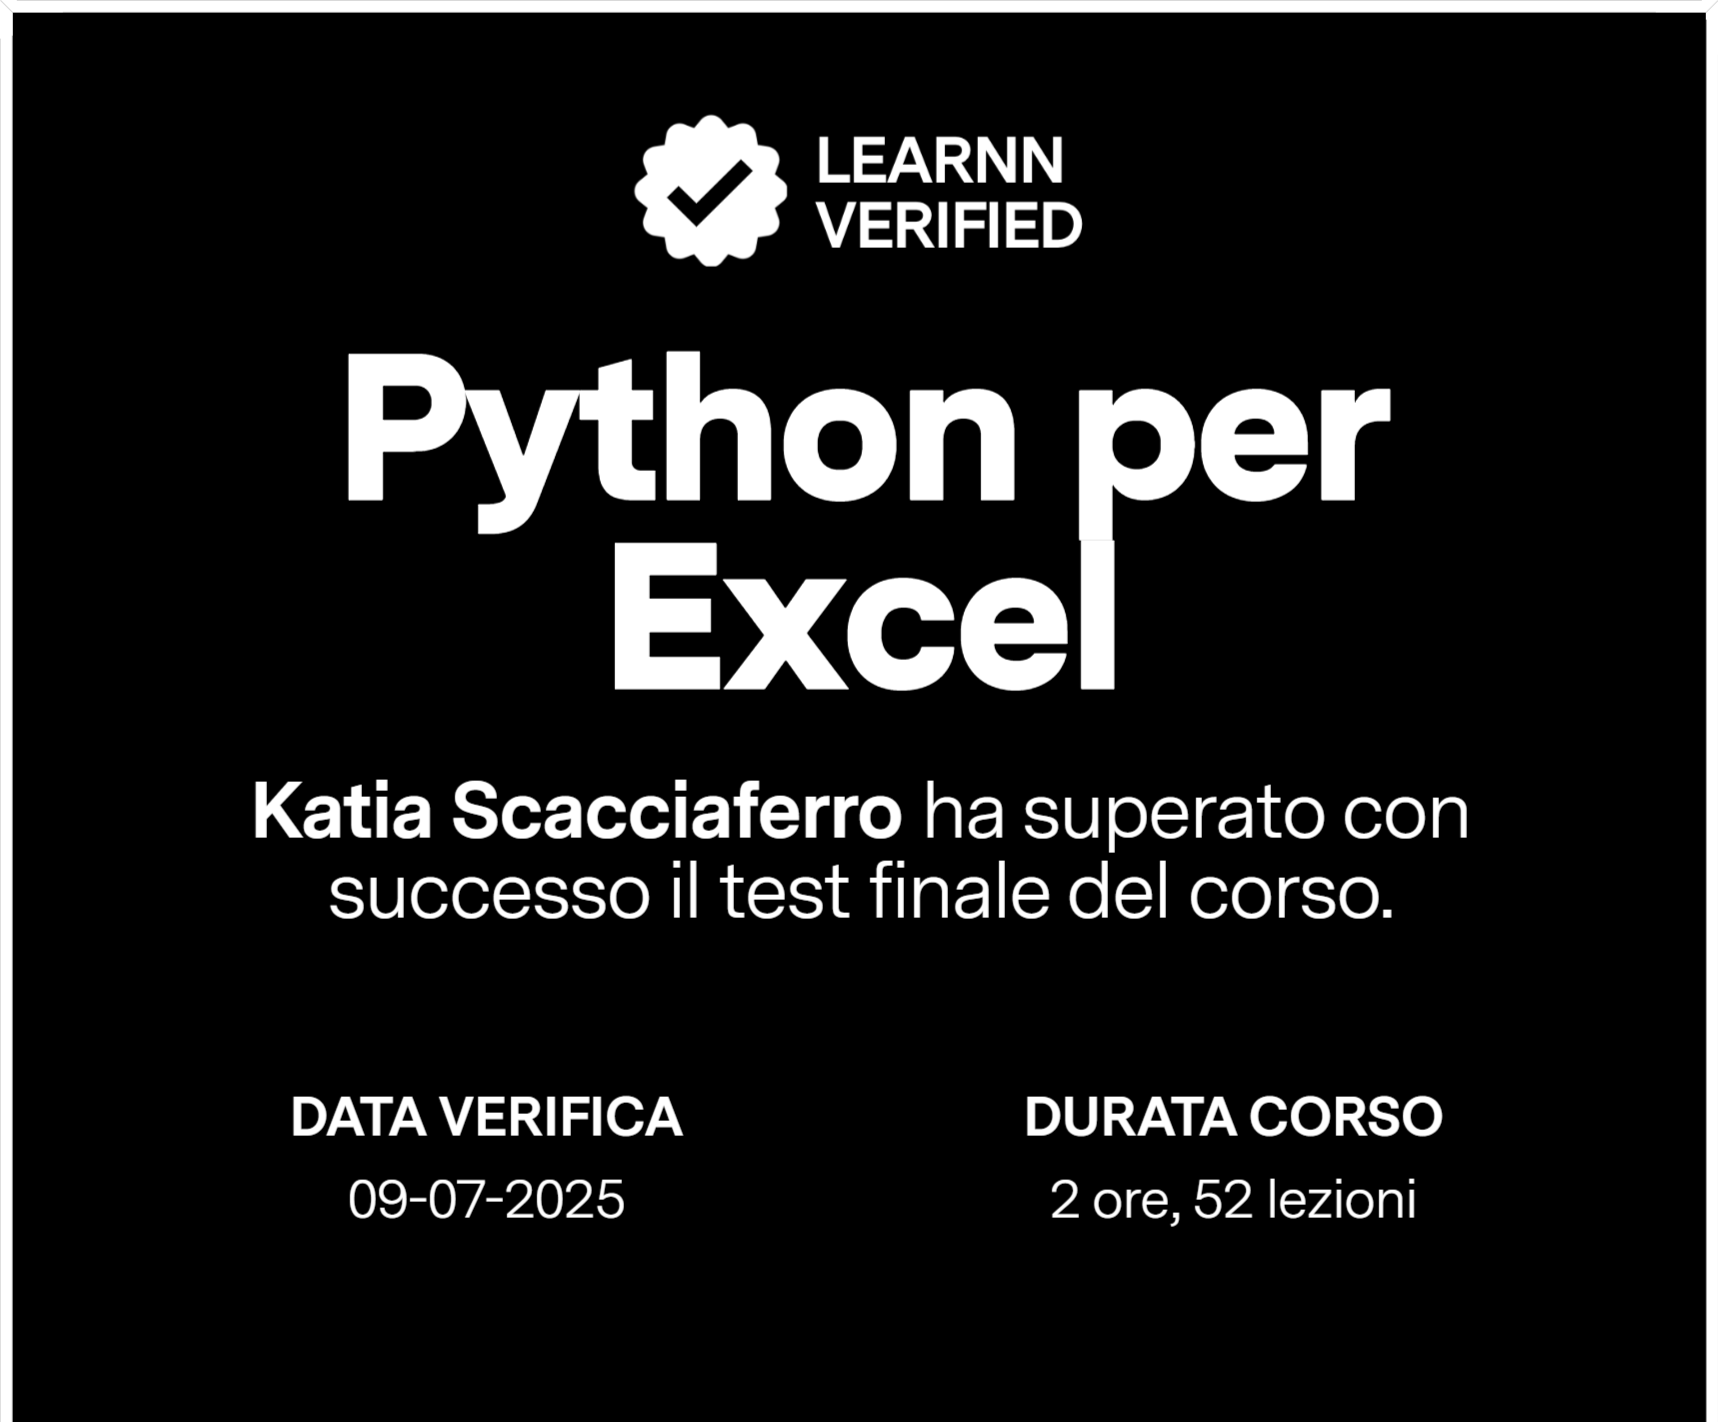 LEARNN
VERIFIED
Python per
Excel
Katia Scacciaferro ha superato con
successo il test finale del corso.
DATA VERIFICA
DURATA CORSO
09-07-2025
2 ore, 52 lezioni